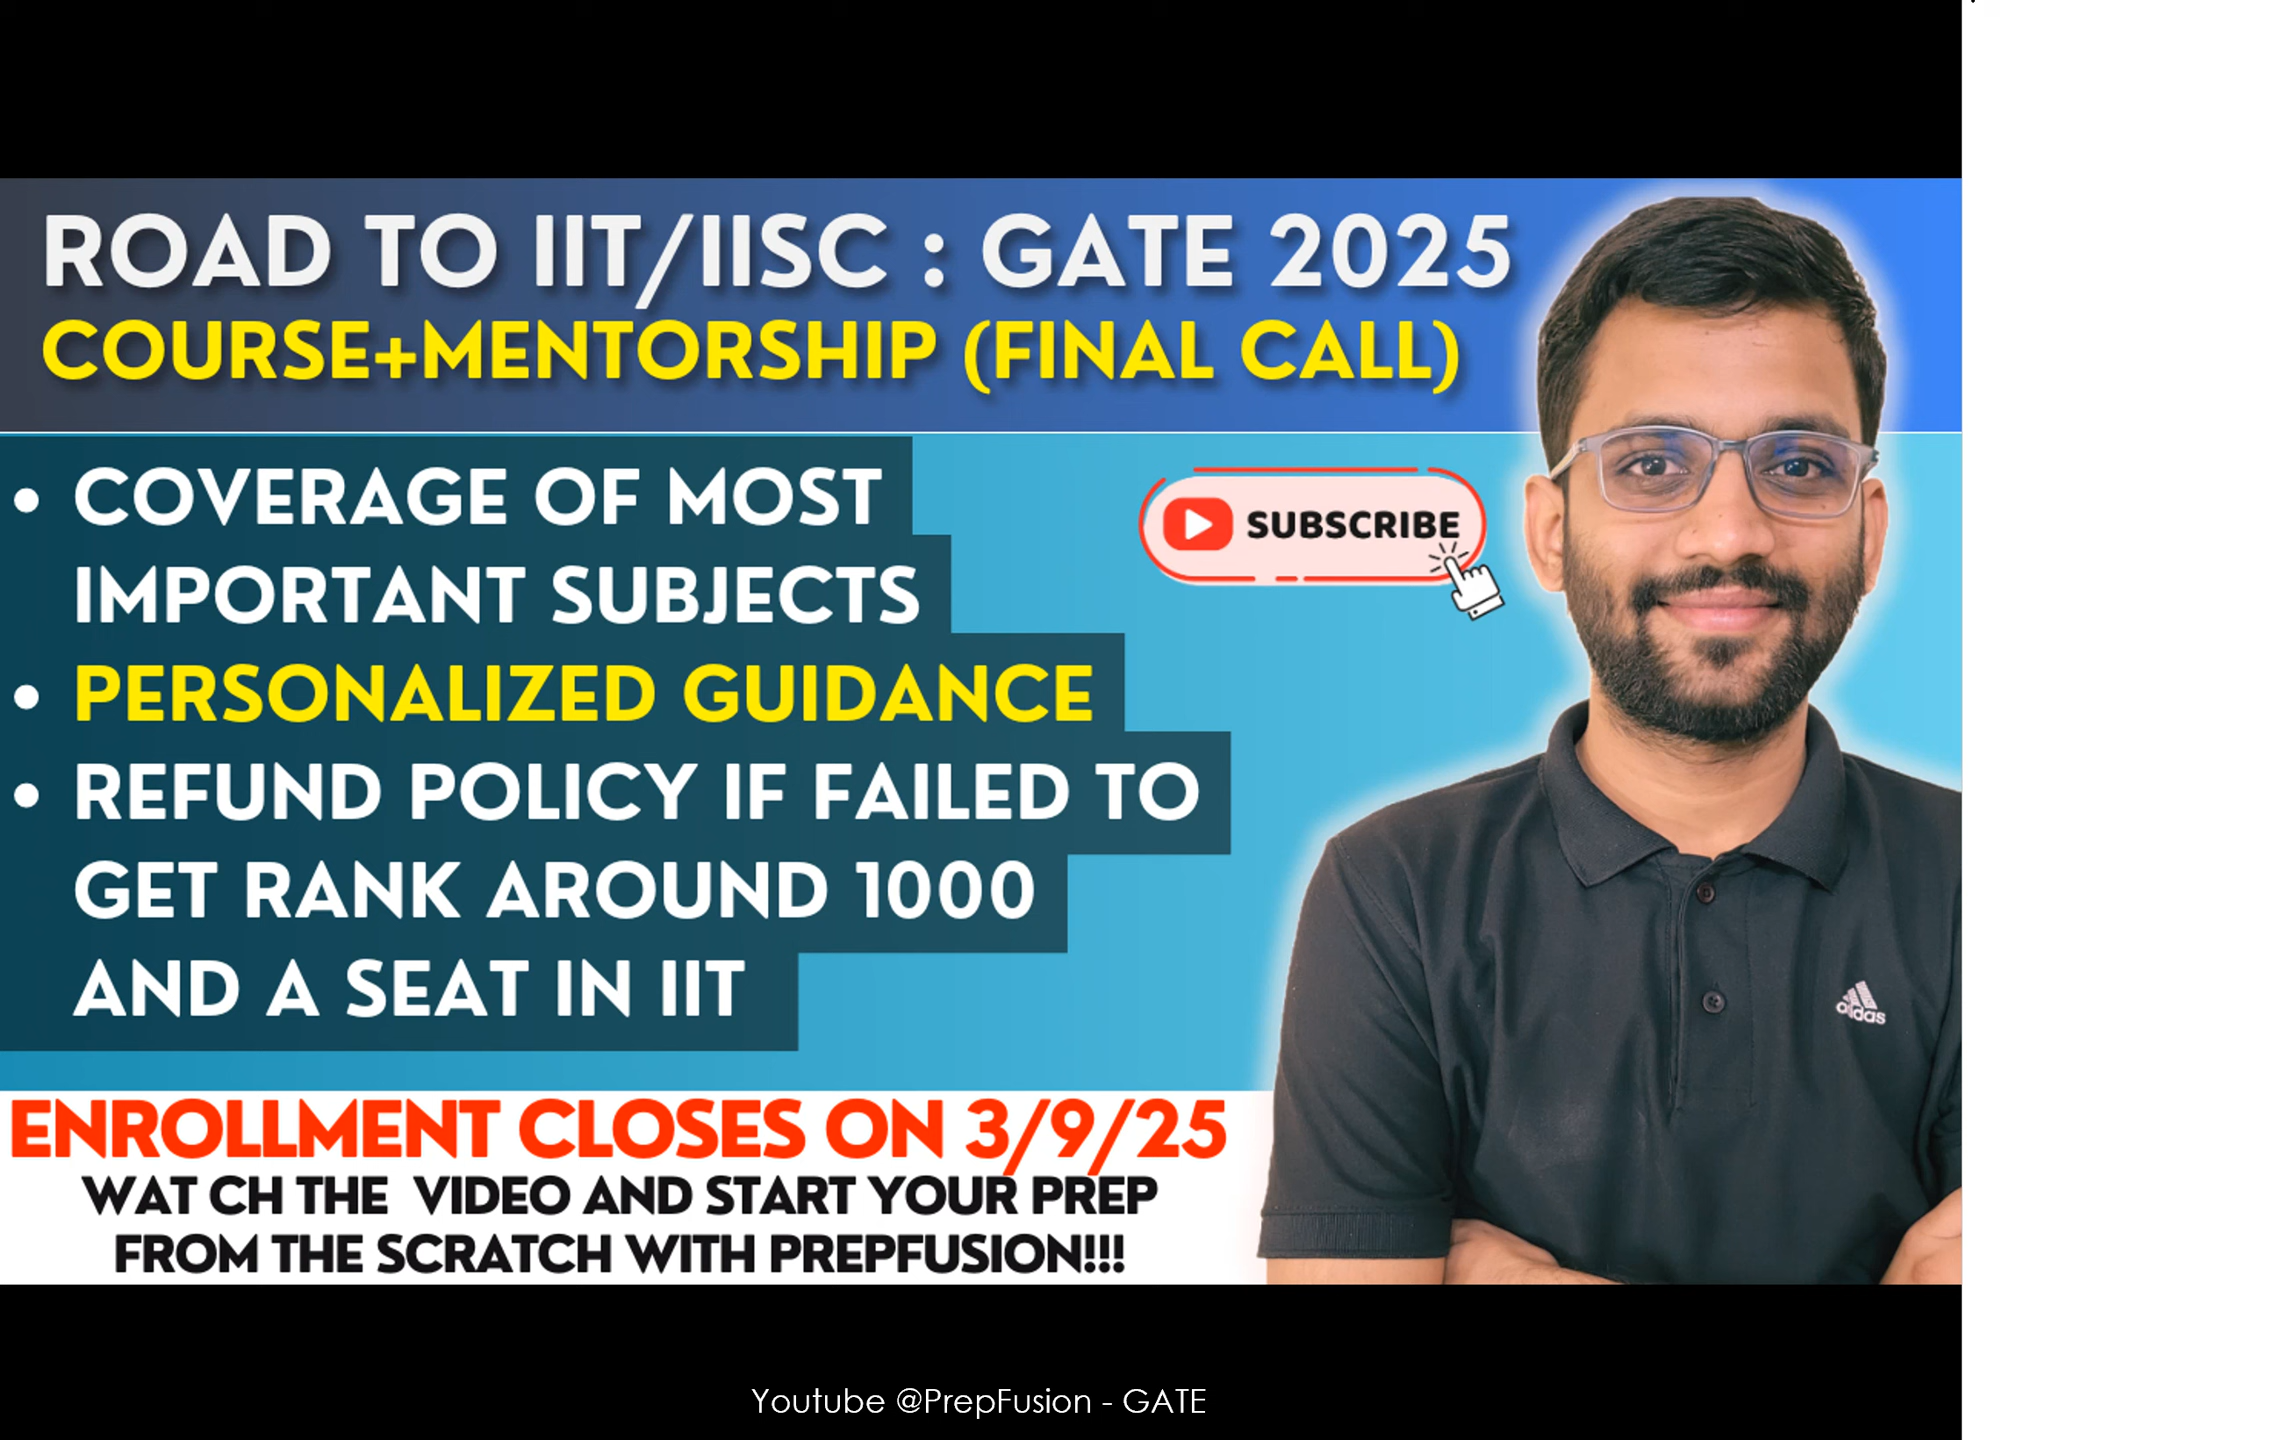 ROAD TO IIT/IISC : GATE 2025
COURSE+MENTORSHIP (FINAL CALL)
• COVERAGE OF MOST
IMPORTANT SUBJECTS
• PERSONALIZED GUIDANCE
• REFUND POLICY IF FAILED TO
GET RANK AROUND 1000
AND A SEAT IN IIT
SUBSCRIBE
adidas
ENROLLMENT CLOSES ON 3/9/25
WAT CH THE VIDEO AND START YOUR PREP
FROM THE SCRATCH WITH PREPFUSION!!!
Youtube @PrepFusion - GATE